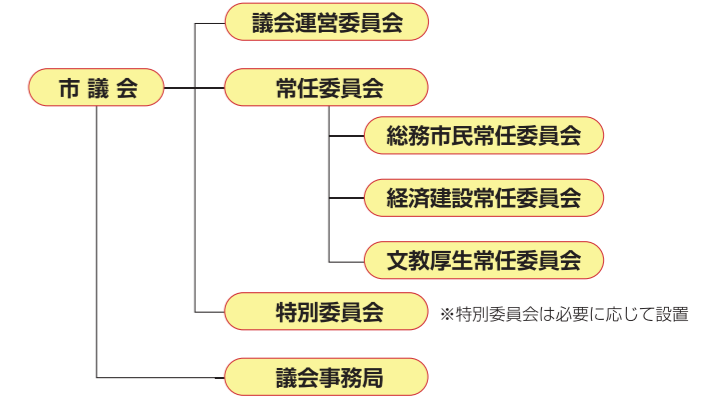 議会運営委員会
市議会
常任委員会
総務市民常任委員会
経済建設常任委員会
文教厚生常任委員会
特別委員会
※特別委員会は必要に応じて設置
議会事務局